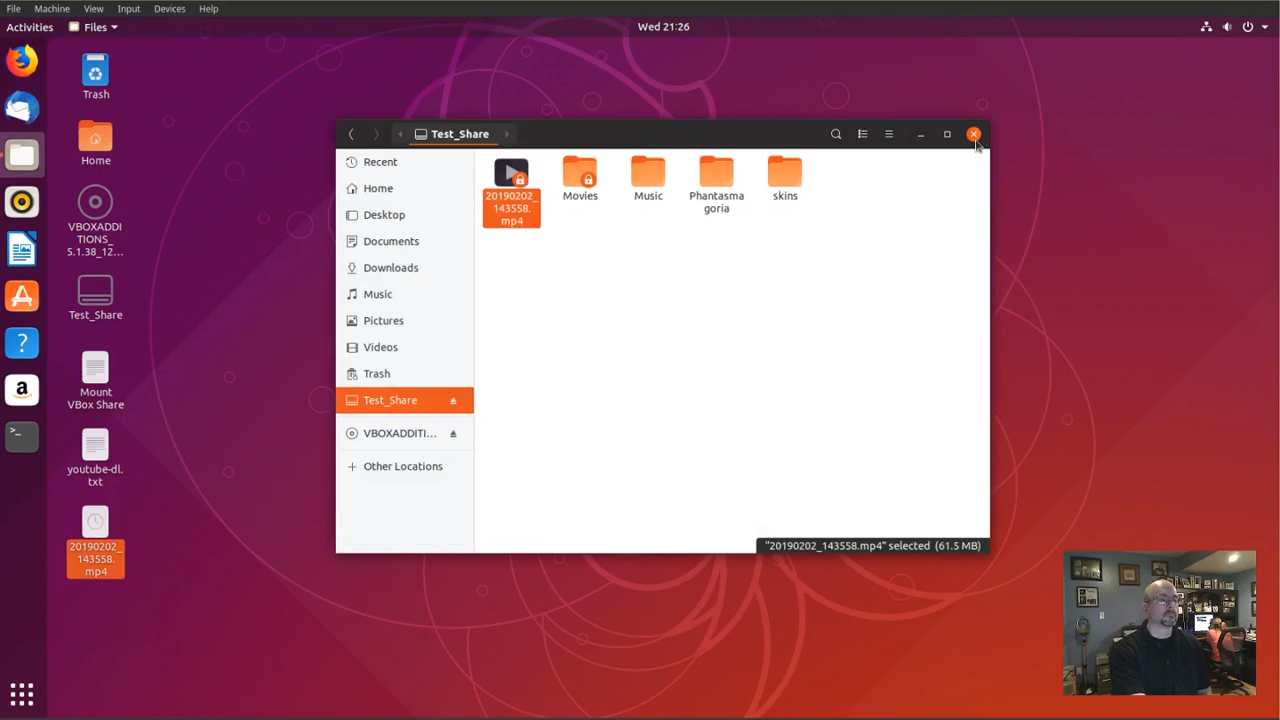 File Machine View Input Devices Help
Activities Files Wed 21:26
Trash
Home
VBOXADDI
TIONS_
5.1.38_12...
Test_Share
Mount
VBox Share
youtube-dl.
txt
20190202_
143558.
mp4
Test_Share
Recent
Home
Desktop
Documents
Downloads
Music
Pictures
Videos
Trash
Test_Share
VBOXADDITI...
Other Locations
20190202_
143558.
mp4
Movies
Music
Phantasma
goria
skins
"20190202_143558.mp4" selected (61.5 MB)